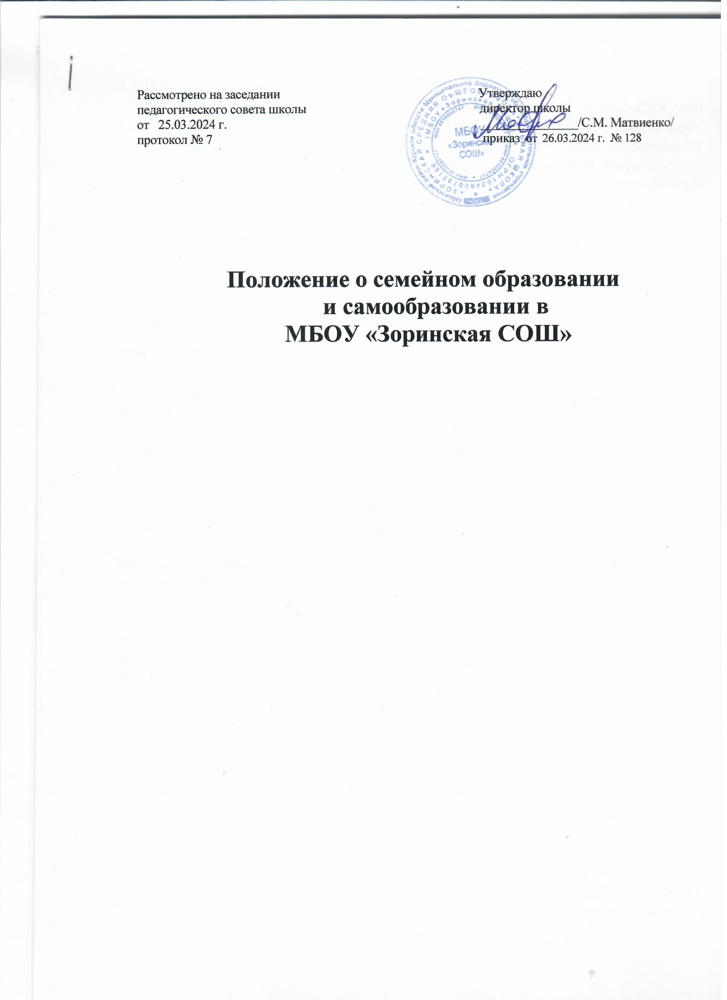 Рассмотрено на заседании
педагогического совета школы
от 25.03.2024 г.
протокол № 7
Утверждаю
директор школы
/С.М. Матвиенко/
приказ от 26.03.2024 г. № 128
МБОУ
«Зоринская
СОШ»
Положение о семейном образовании
и самообразовании в
МБОУ «Зоринская СОШ»